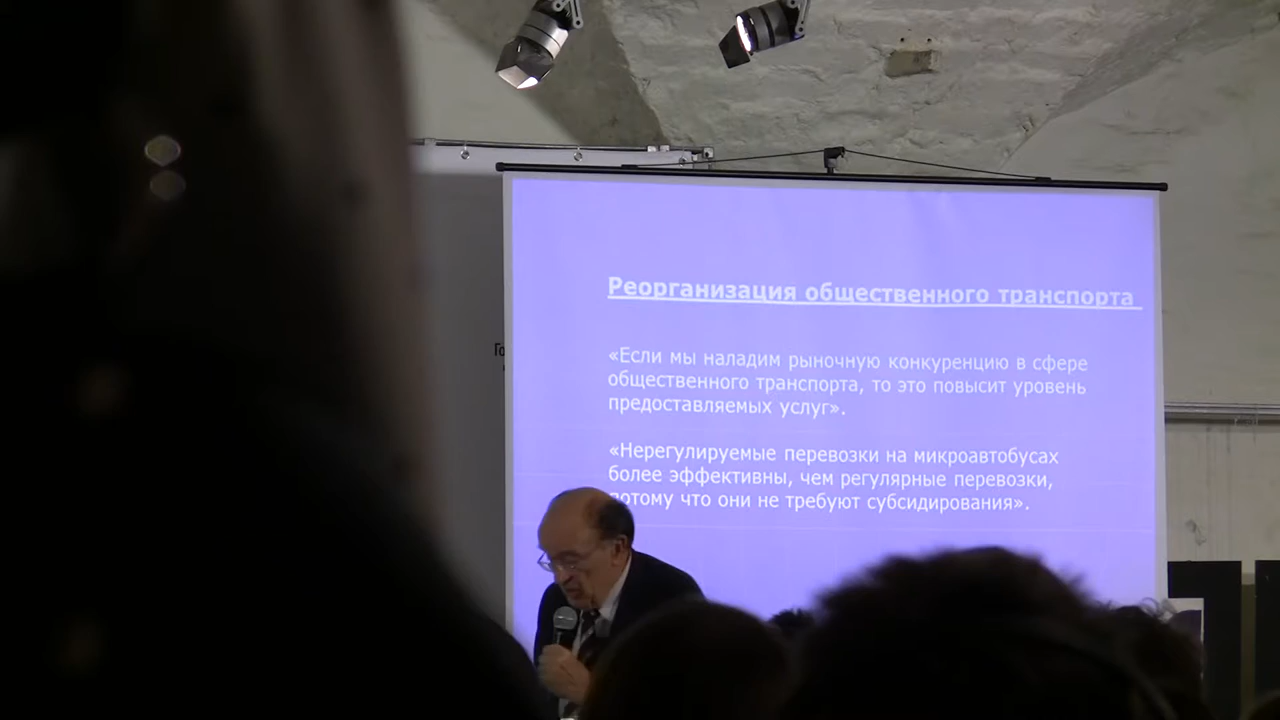 Реорганизация общественного транспорта
«Если мы наладим рыночную конкуренцию в сфере
общественного транспорта, то это повысит уровень
предоставляемых услуг».
«Нерегулируемые перевозки на микроавтобусах
более эффективны, чем регулярные перевозки,
потому что они не требуют субсидирования».